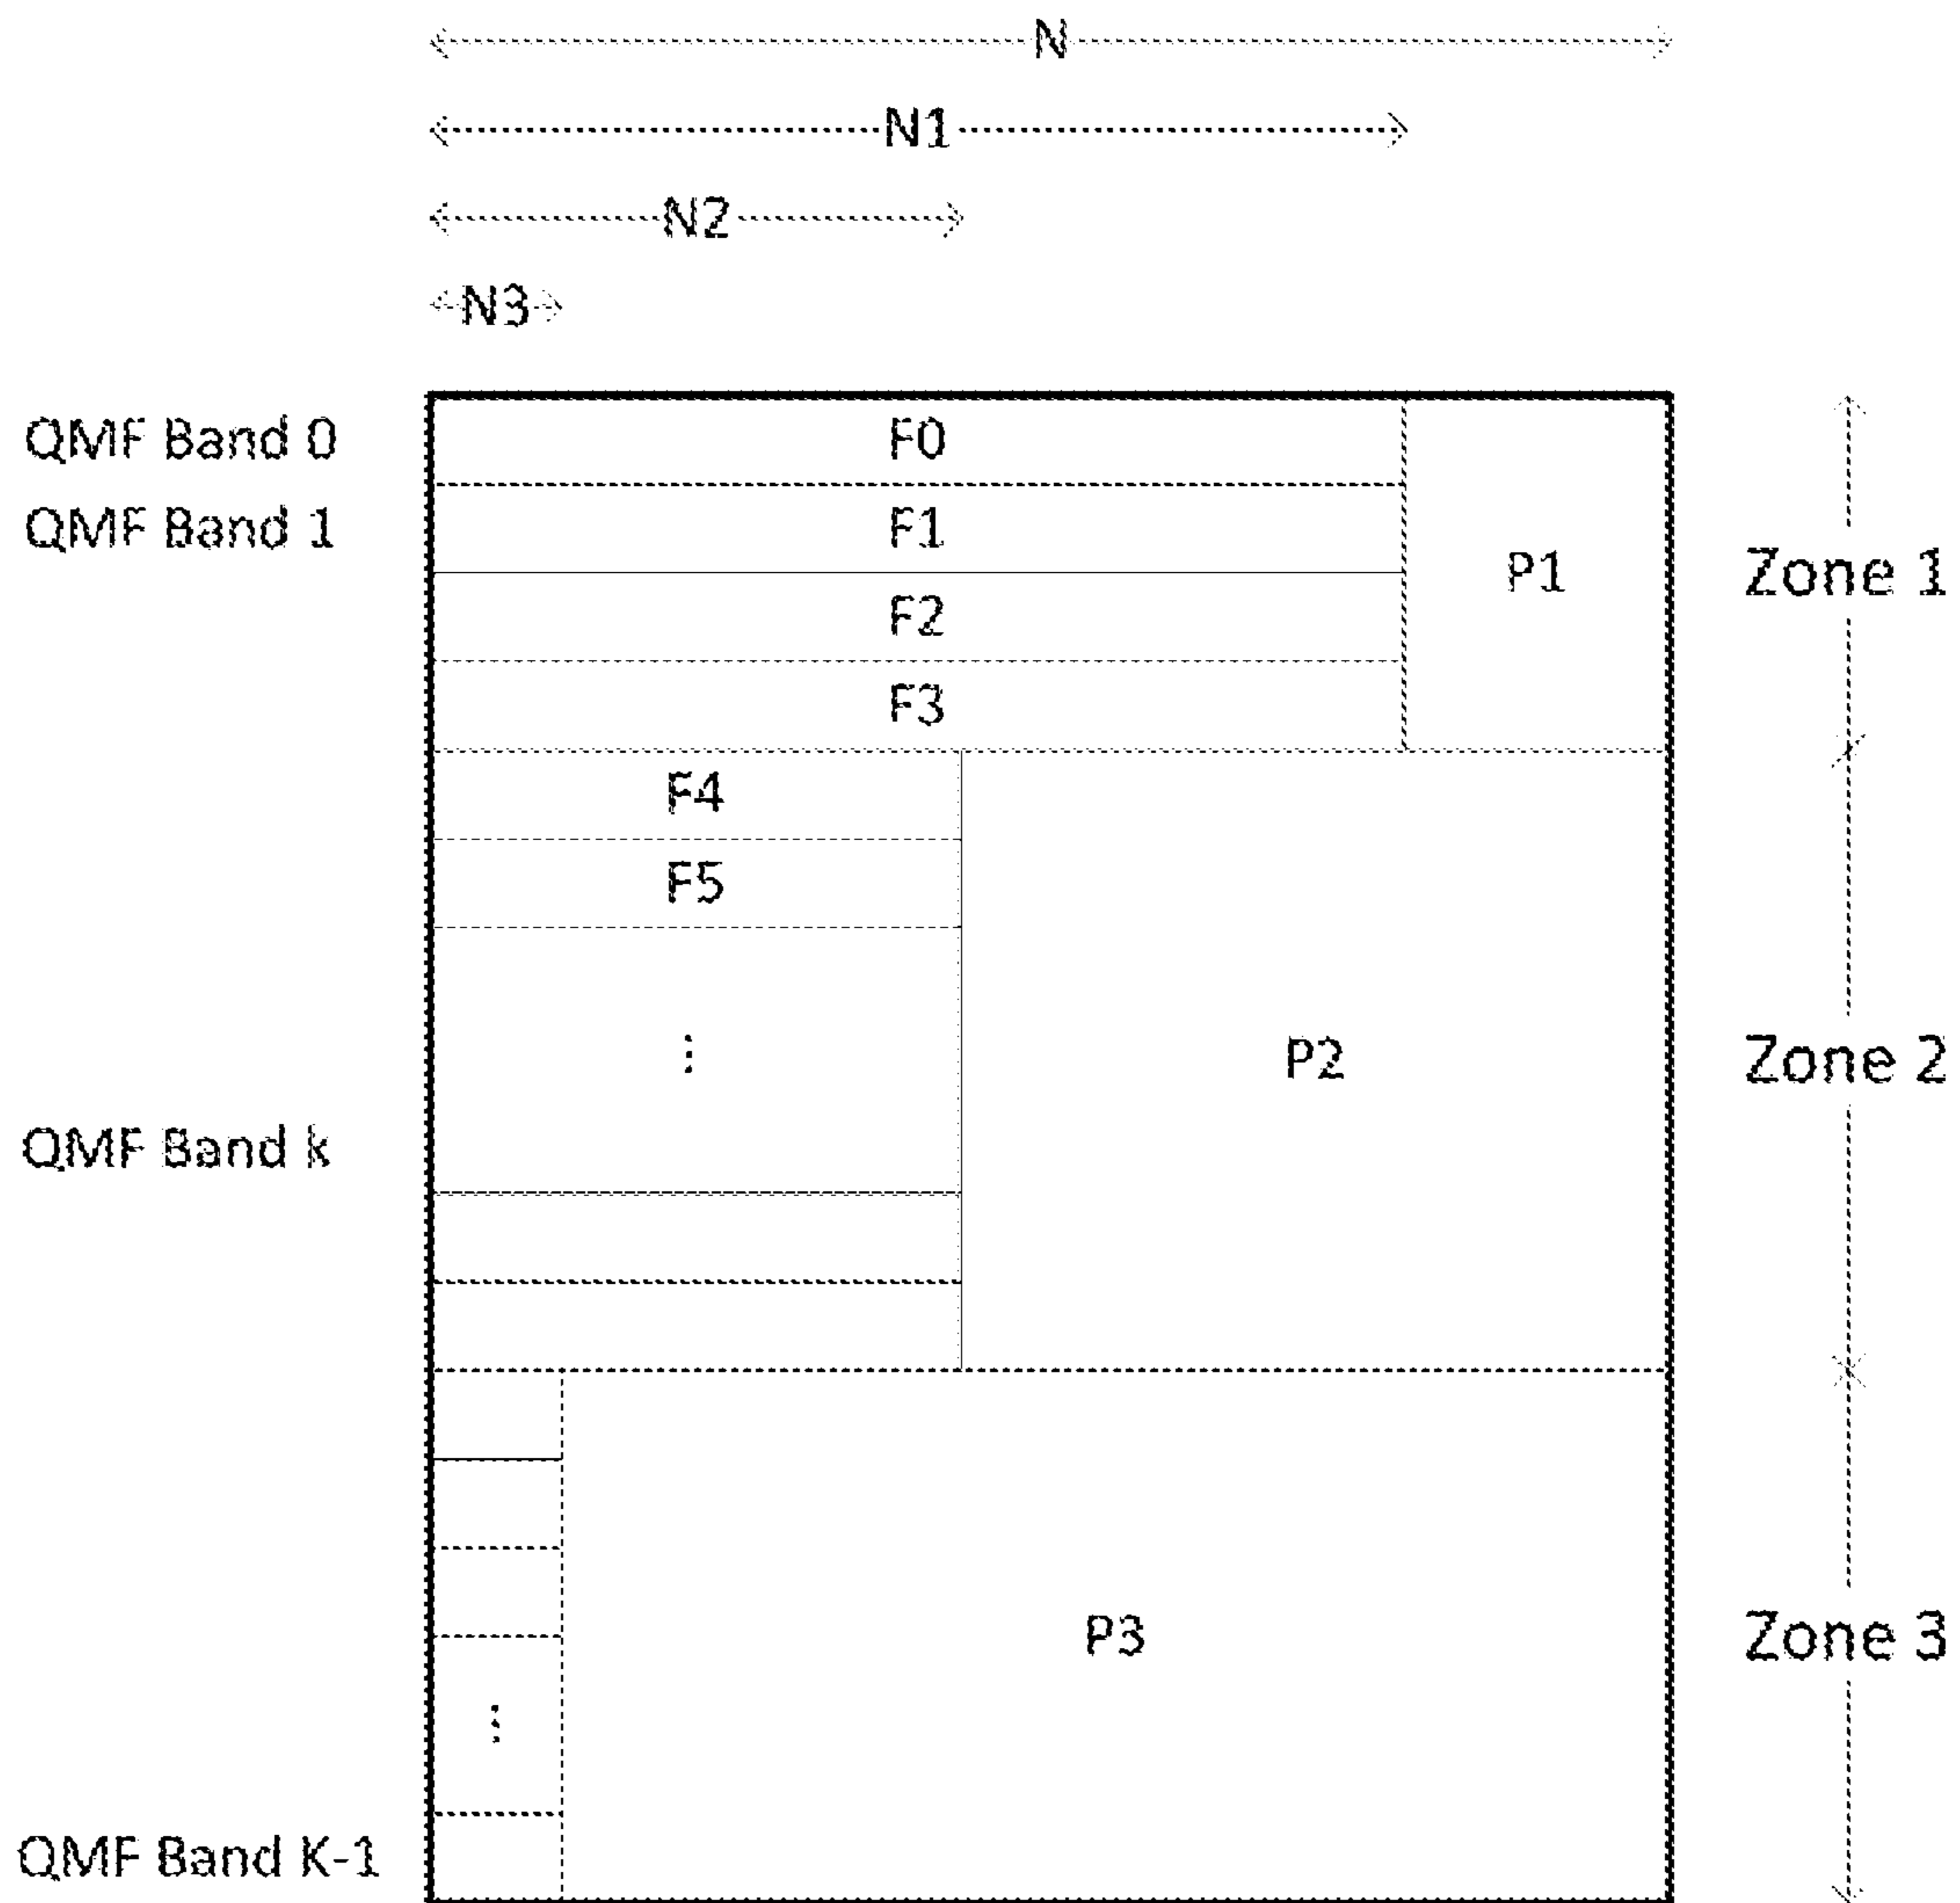 N
N1
N2
N3
QMF Band 0
F0
QMF Band 1
F1
P1
Zone 1
F2
F3
F4
F5
⋮
P2
Zone 2
QMF Band k
P3
Zone 3
⋮
QMF Band K-1